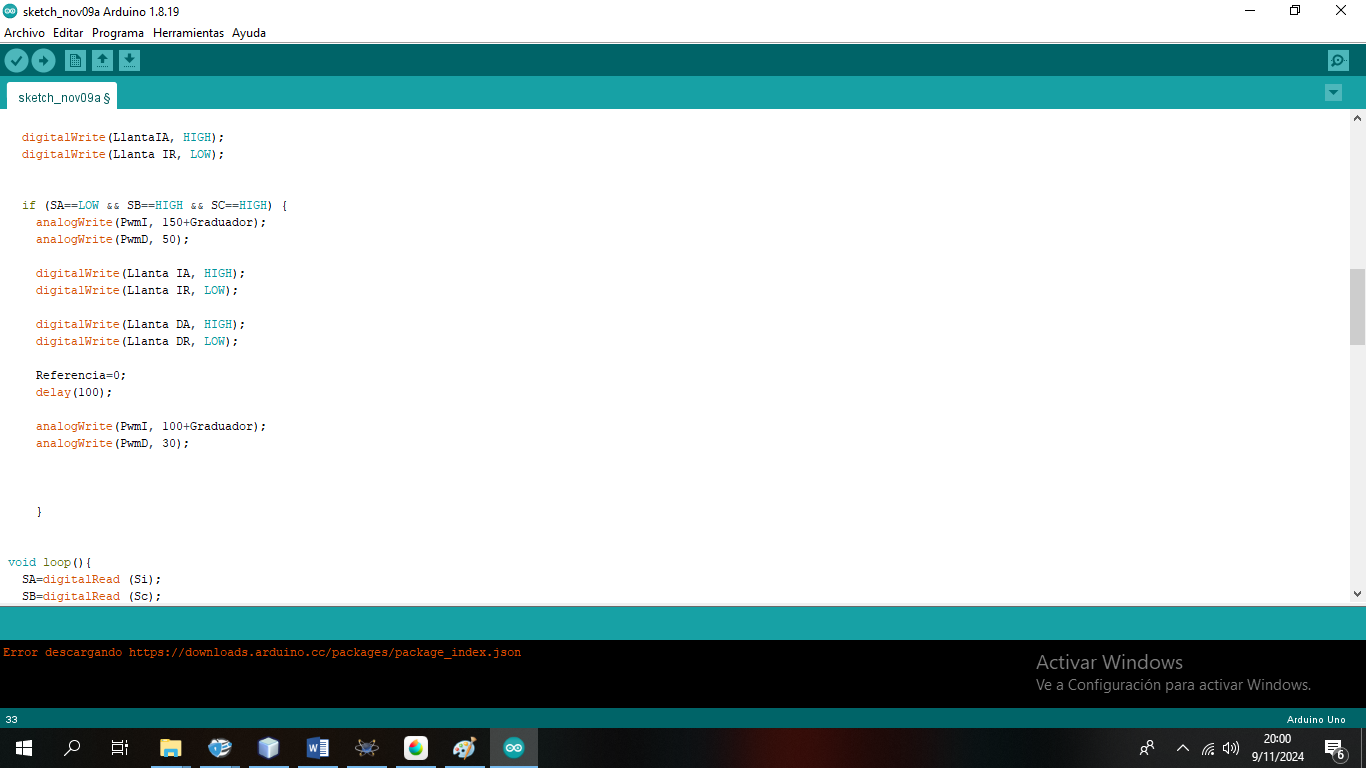 sketch_nov09a Arduino 1.8.19
Archivo Editar Programa Herramientas Ayuda
sketch_nov09a §
digitalWrite(LlantaIA, HIGH);
digitalWrite(Llanta IR, LOW);
if (SA==LOW && SB==HIGH && SC==HIGH) {
analogWrite(PwmI, 150+Graduador);
analogWrite(PwmD, 50);
digitalWrite(Llanta IA, HIGH);
digitalWrite(Llanta IR, LOW);
digitalWrite(Llanta DA, HIGH);
digitalWrite(Llanta DR, LOW);
Referencia=0;
delay(100);
analogWrite(PwmI, 100+Graduador);
analogWrite(PwmD, 30);
}
void loop(){
SA=digitalRead (Si);
SB=digitalRead (Sc);
Error descargando https://downloads.arduino.cc/packages/package_index.json
Activar Windows
Ve a Configuración para activar Windows.
33
Arduino Uno
20:00
9/11/2024
6